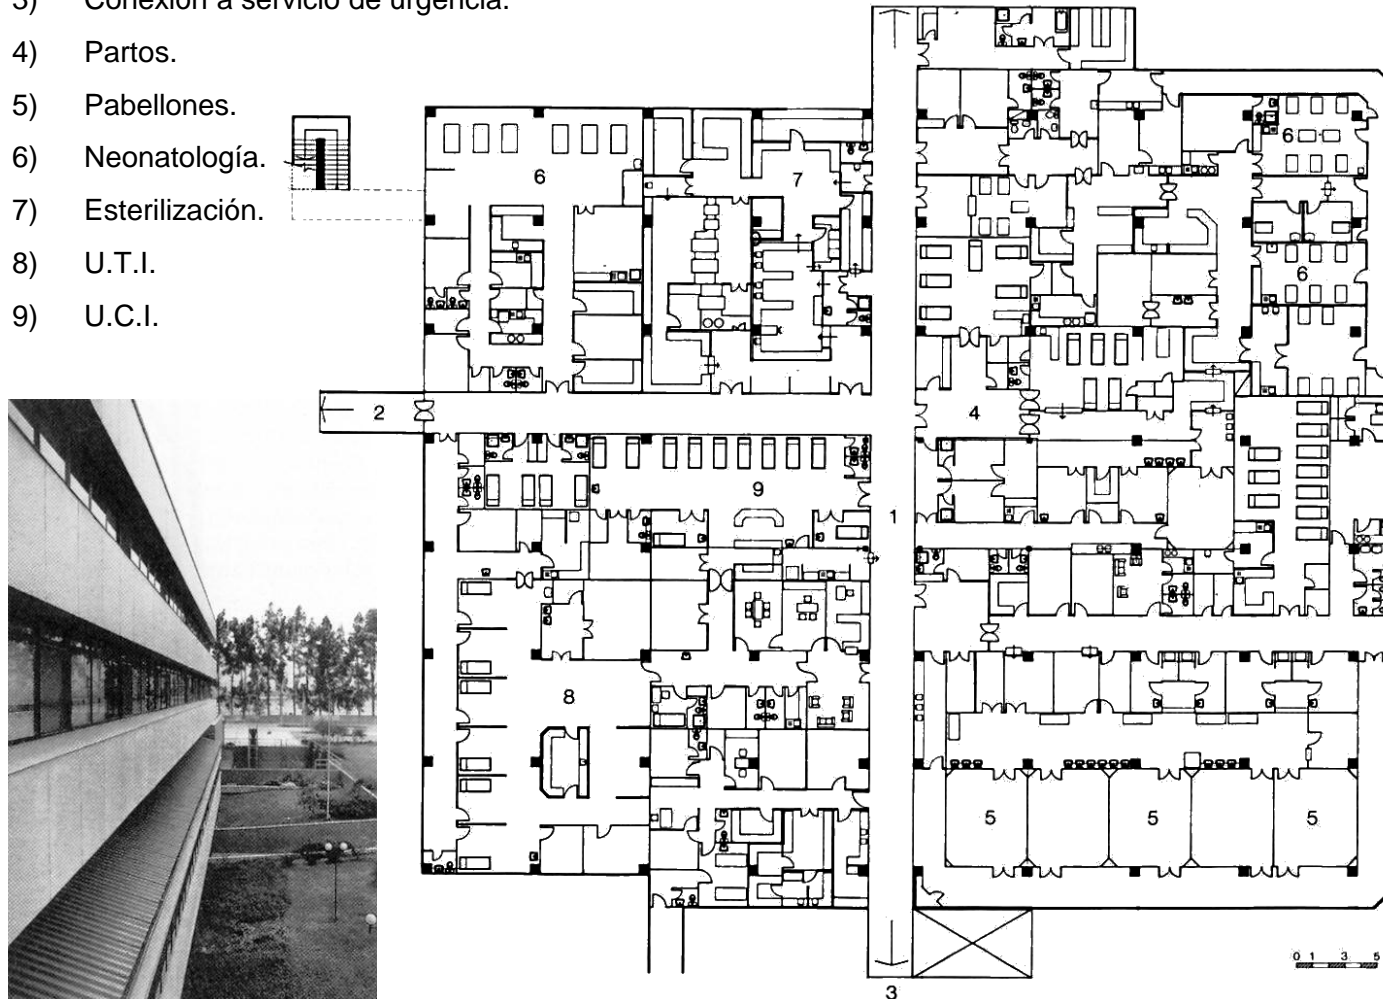 3) Conexión a servicio de urgencia.
4) Partos.
5) Pabellones.
6) Neonatología.
7) Esterilización.
8) U.T.I.
9) U.C.I.
6
7
6
6
2
4
9
1
8
5
5
5
3
0 1 3 5